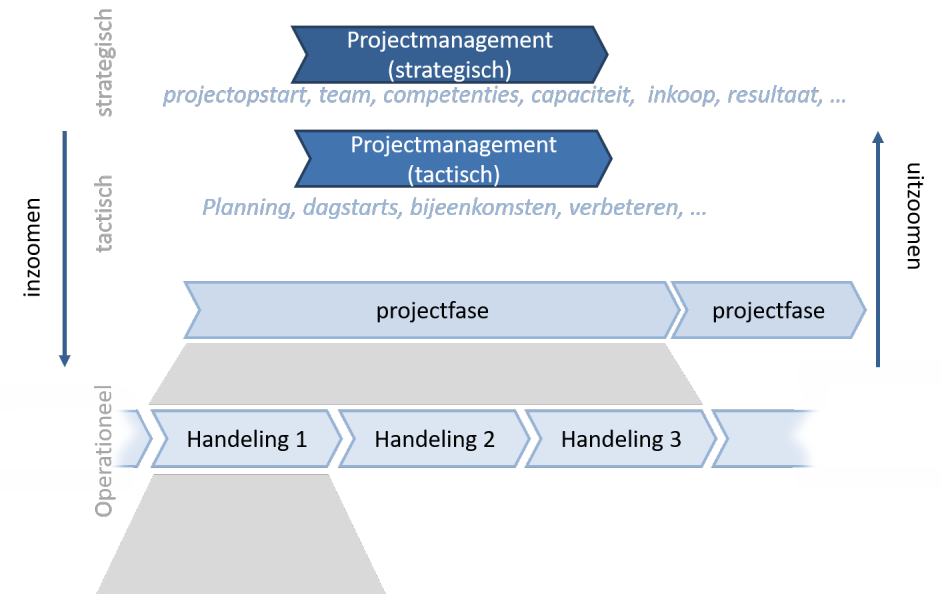 strategisch
Projectmanagement
(strategisch)
projectopstart, team, competenties, capaciteit,  inkoop, resultaat, ...
inzoomen
tactisch
Projectmanagement
(tactisch)
Planning, dagstarts, bijeenkomsten, verbeteren, ...
uitzoomen
projectfase
projectfase
Operationeel
Handeling 1
Handeling 2
Handeling 3